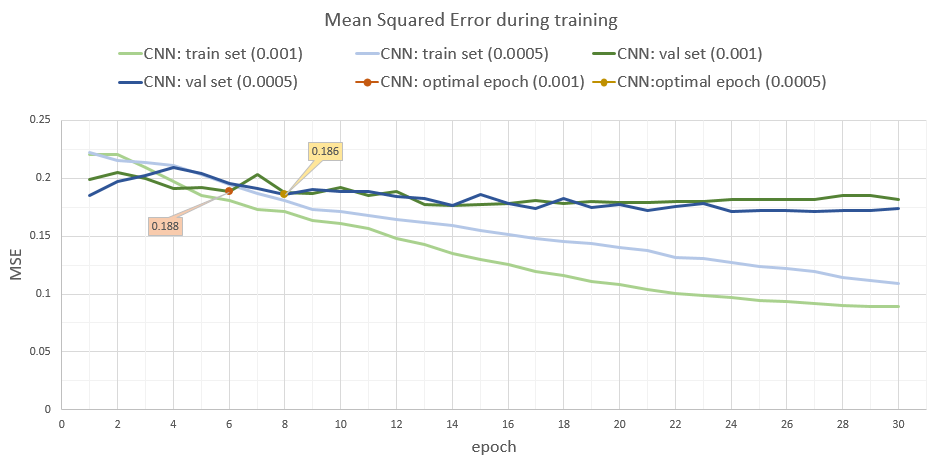 Mean Squared Error during training
CNN: train set (0.001) CNN: train set (0.0005) CNN: val set (0.001)
CNN: val set (0.0005) CNN: optimal epoch (0.001) CNN:optimal epoch (0.0005)
0.25
0.2
0.15
0.1
0.05
0
MSE
0.186
0.188
0 2 4 6 8 10 12 14 16 18 20 22 24 26 28 30
epoch